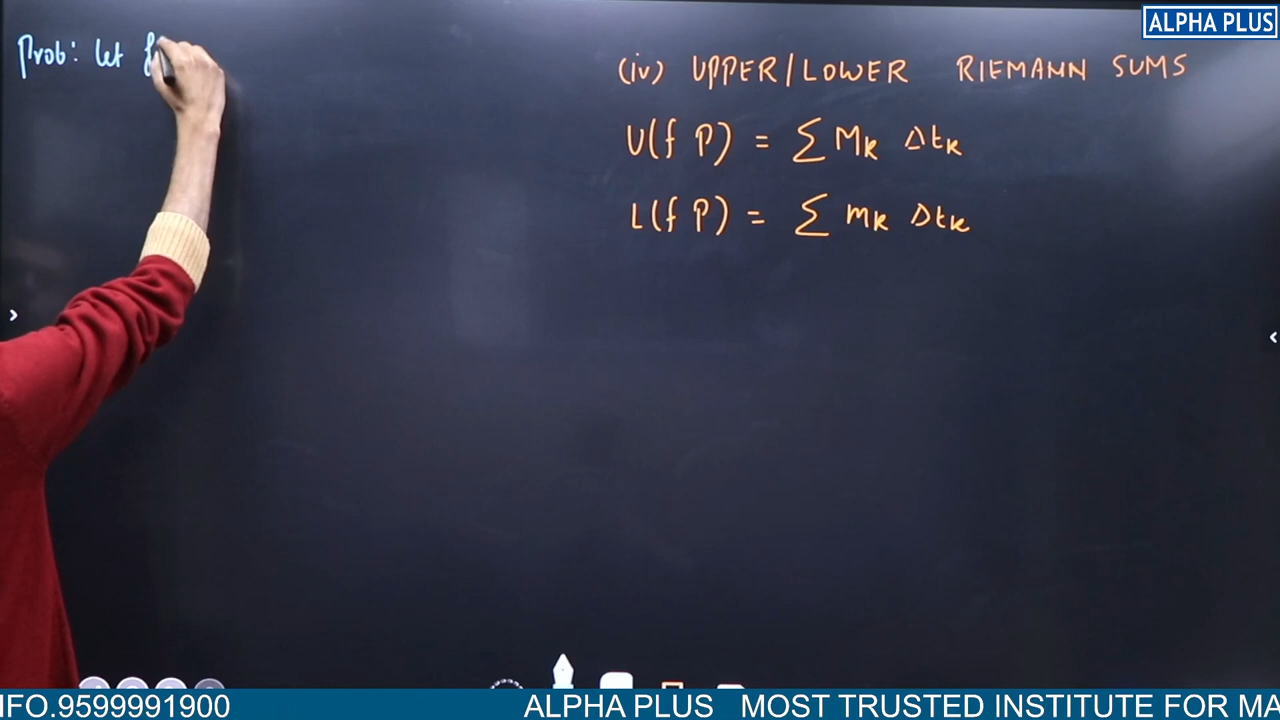 ALPHA PLUS
Prob: let f
(iv) UPPER/LOWER RIEMANN SUMS
U(f P) = ∑ Mk Δtk
L(f P) = ∑ mk Δtk
NFO.9599991900 ALPHA PLUS MOST TRUSTED INSTITUTE FOR MA